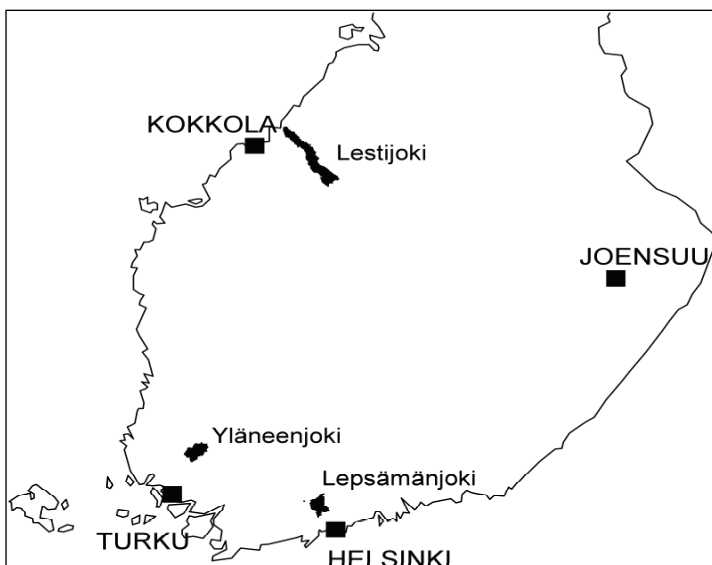 KOKKOLA
Lestijoki
JOENSUU
Yläneenjoki
Lepsämänjoki
TURKU
HELSINKI